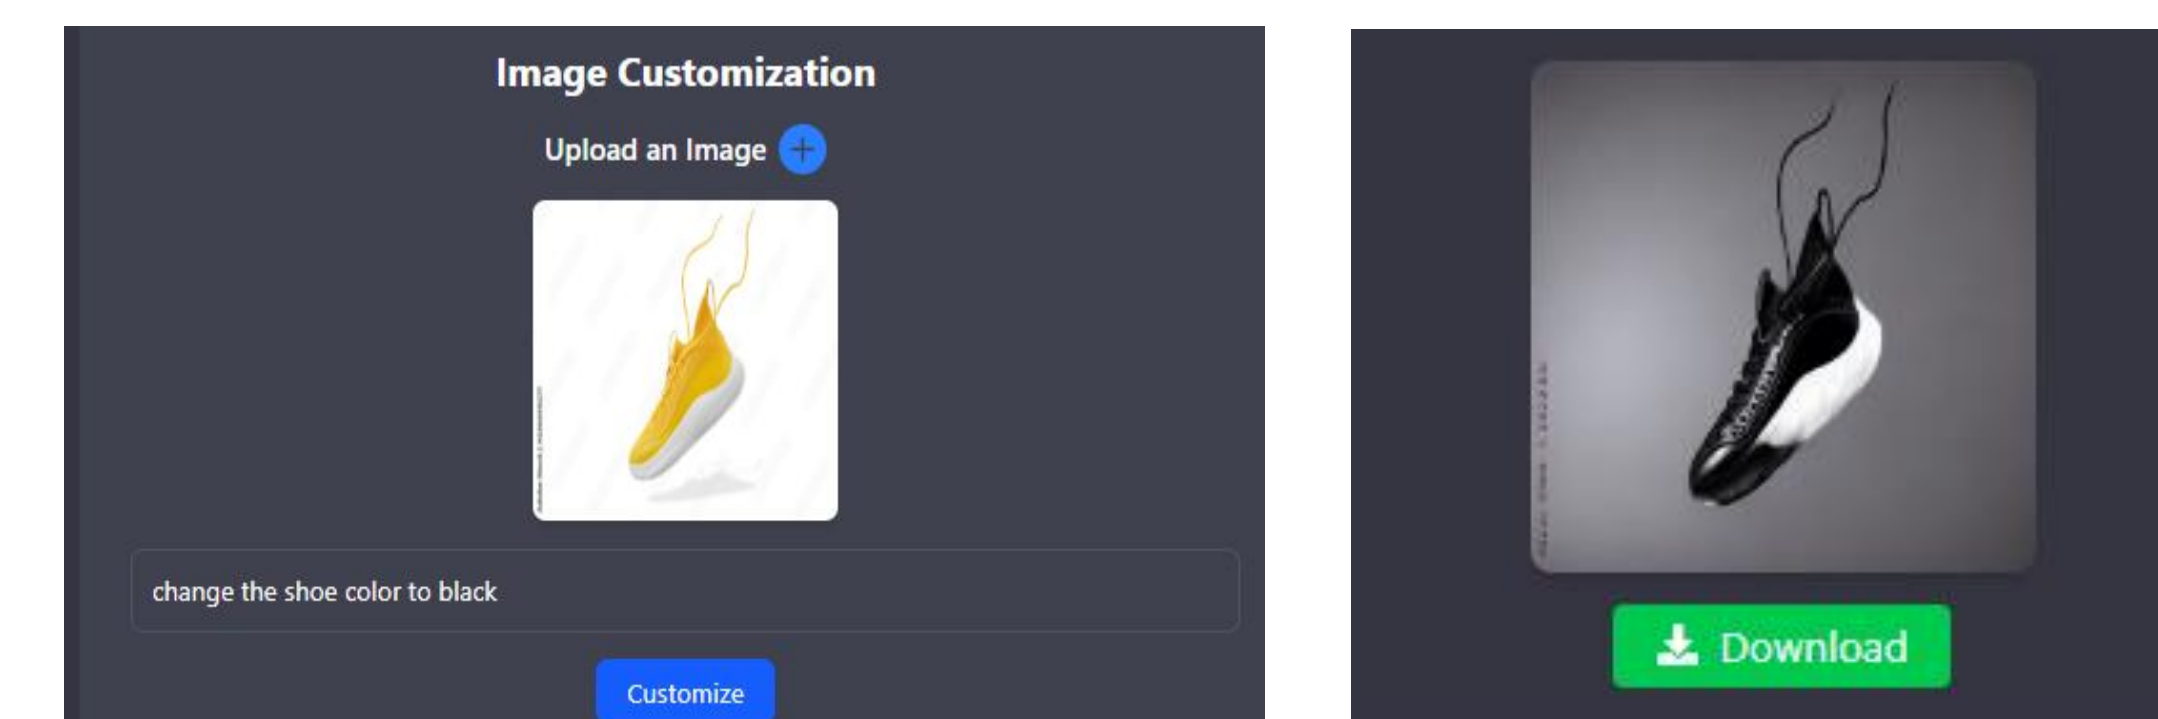 Image Customization
Upload an Image
change the shoe color to black
Customize
Download